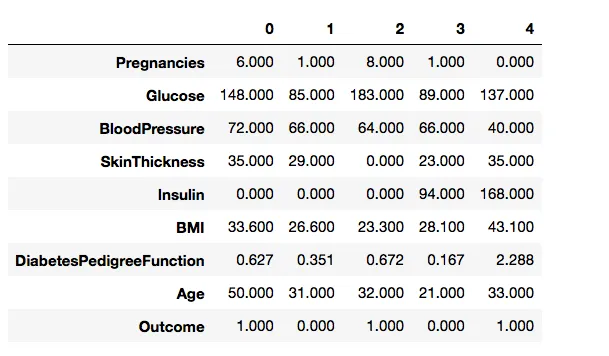 0 1 2 3 4
Pregnancies 6.000 1.000 8.000 1.000 0.000
Glucose 148.000 85.000 183.000 89.000 137.000
BloodPressure 72.000 66.000 64.000 66.000 40.000
SkinThickness 35.000 29.000 0.000 23.000 35.000
Insulin 0.000 0.000 0.000 94.000 168.000
BMI 33.600 26.600 23.300 28.100 43.100
DiabetesPedigreeFunction 0.627 0.351 0.672 0.167 2.288
Age 50.000 31.000 32.000 21.000 33.000
Outcome 1.000 0.000 1.000 0.000 1.000